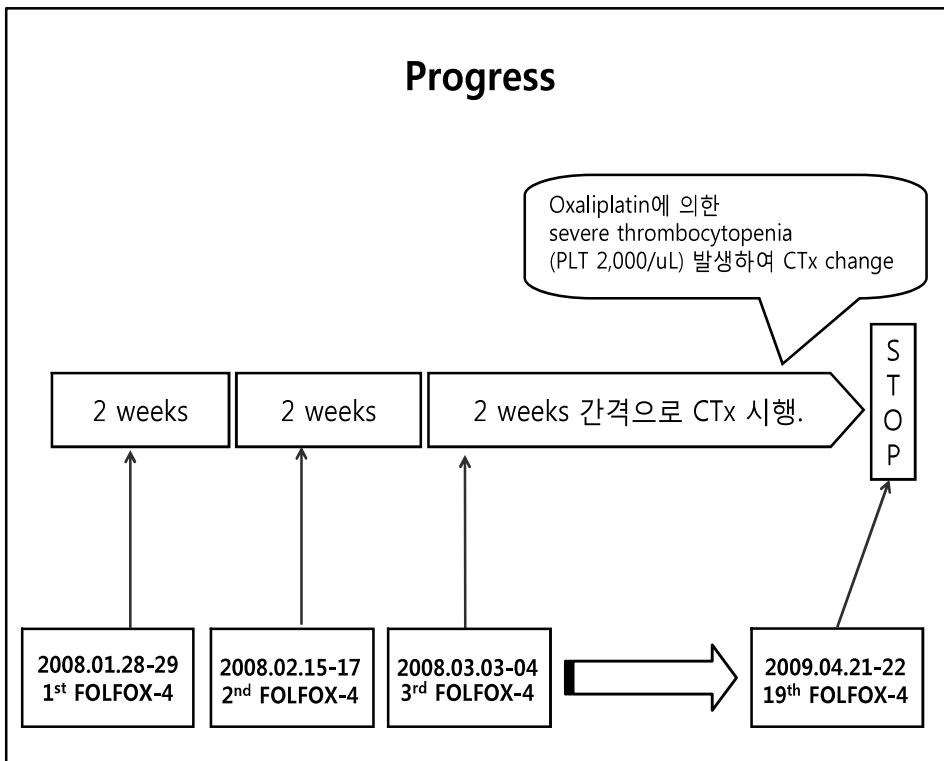 Progress
Oxaliplatin에 의한
severe thrombocytopenia
(PLT 2,000/uL) 발생하여 CTx change
2 weeks
2 weeks
2 weeks 간격으로 CTx 시행.
S
T
O
P
2008.01.28-29
1st FOLFOX-4
2008.02.15-17
2nd FOLFOX-4
2008.03.03-04
3rd FOLFOX-4
2009.04.21-22
19th FOLFOX-4